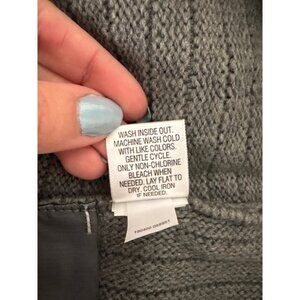 WASH INSIDE OUT.
MACHINE WASH COLD
WITH LIKE COLORS.
GENTLE CYCLE.
ONLY NON-CHLORINE
BLEACH WHEN
NEEDED. LAY FLAT TO
DRY. COOL IRON
IF NEEDED.